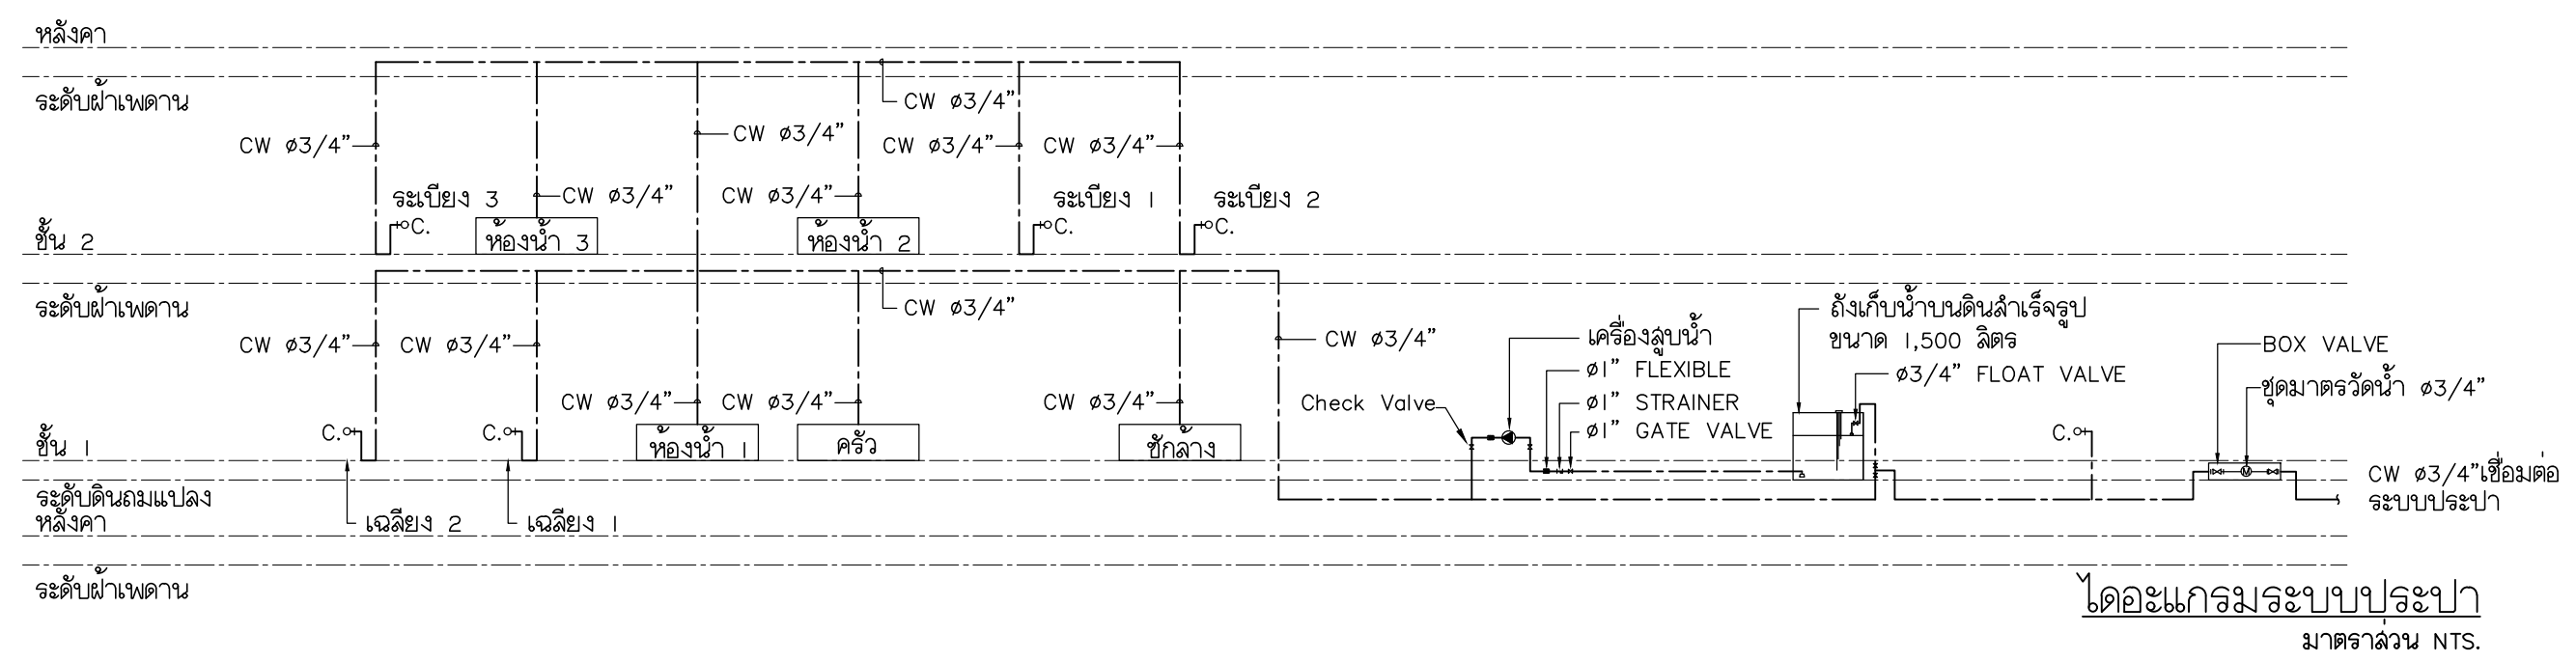 หลังคา
ระดับฝ้าเพดาน
CW ø3/4"
CW ø3/4"
CW ø3/4"
CW ø3/4"
CW ø3/4"
ระเบียง 3
CW ø3/4"
CW ø3/4"
ระเบียง 1
ระเบียง 2
C.
C.
C.
ชั้น 2
ห้องน้ำ 3
ห้องน้ำ 2
ระดับฝ้าเพดาน
CW ø3/4"
CW ø3/4"
CW ø3/4"
CW ø3/4"
เครื่องสูบน้ำ
ø1" FLEXIBLE
ø1" STRAINER
ø1" GATE VALVE
Check Valve
ถังเก็บน้ำบนดินสำเร็จรูป
ขนาด 1,500 ลิตร
ø3/4" FLOAT VALVE
BOX VALVE
ชุดมาตรวัดน้ำ ø3/4"
CW ø3/4"
CW ø3/4"
CW ø3/4"
C.
C.
C.
ชั้น 1
ห้องน้ำ 1
ครัว
ซักล้าง
M
CW ø3/4"เชื่อมต่อ
ระบบประปา
ระดับดินถมแปลง
หลังคา
เฉลียง 2
เฉลียง 1
ระดับฝ้าเพดาน
ไดอะแกรมระบบประปา
มาตราส่วน NTS.